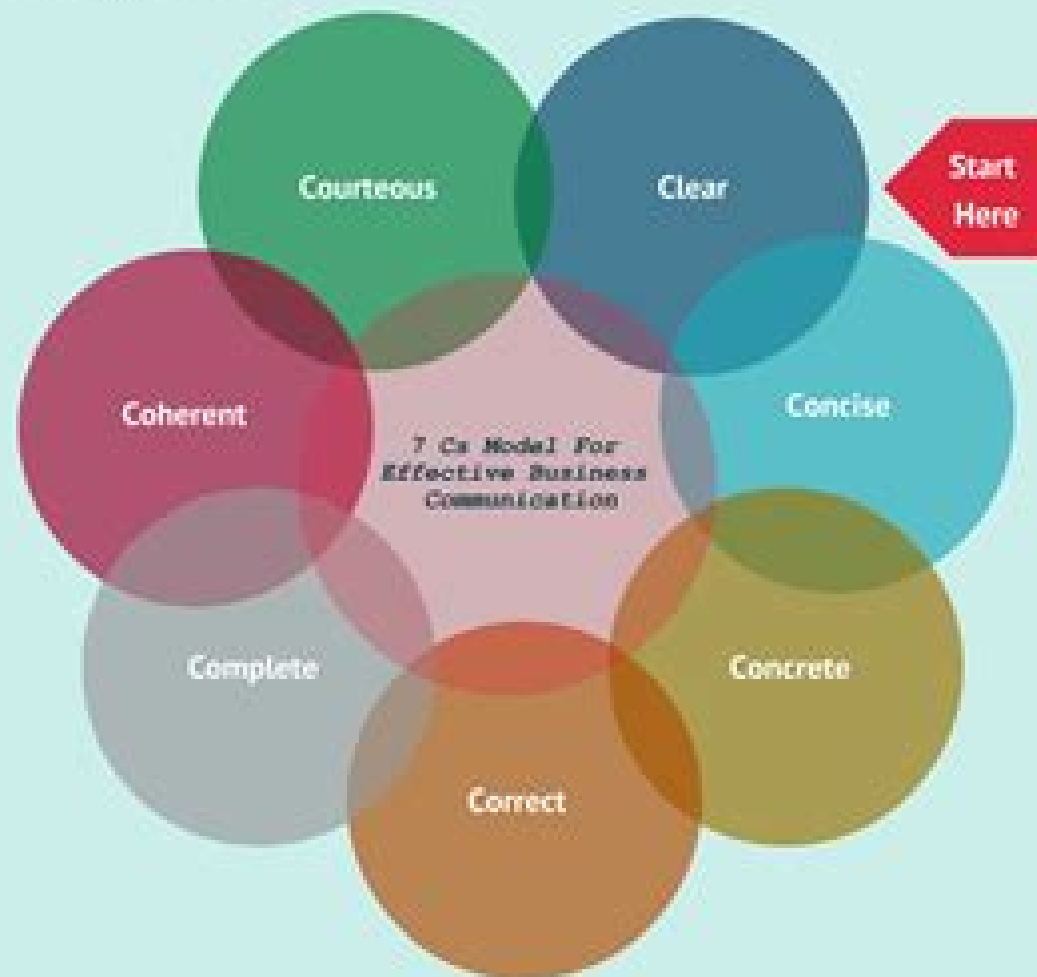 Courteous
Clear
Start
Here
Coherent
Concise
7 Cs Model For
Effective Business
Communication
Complete
Concrete
Correct